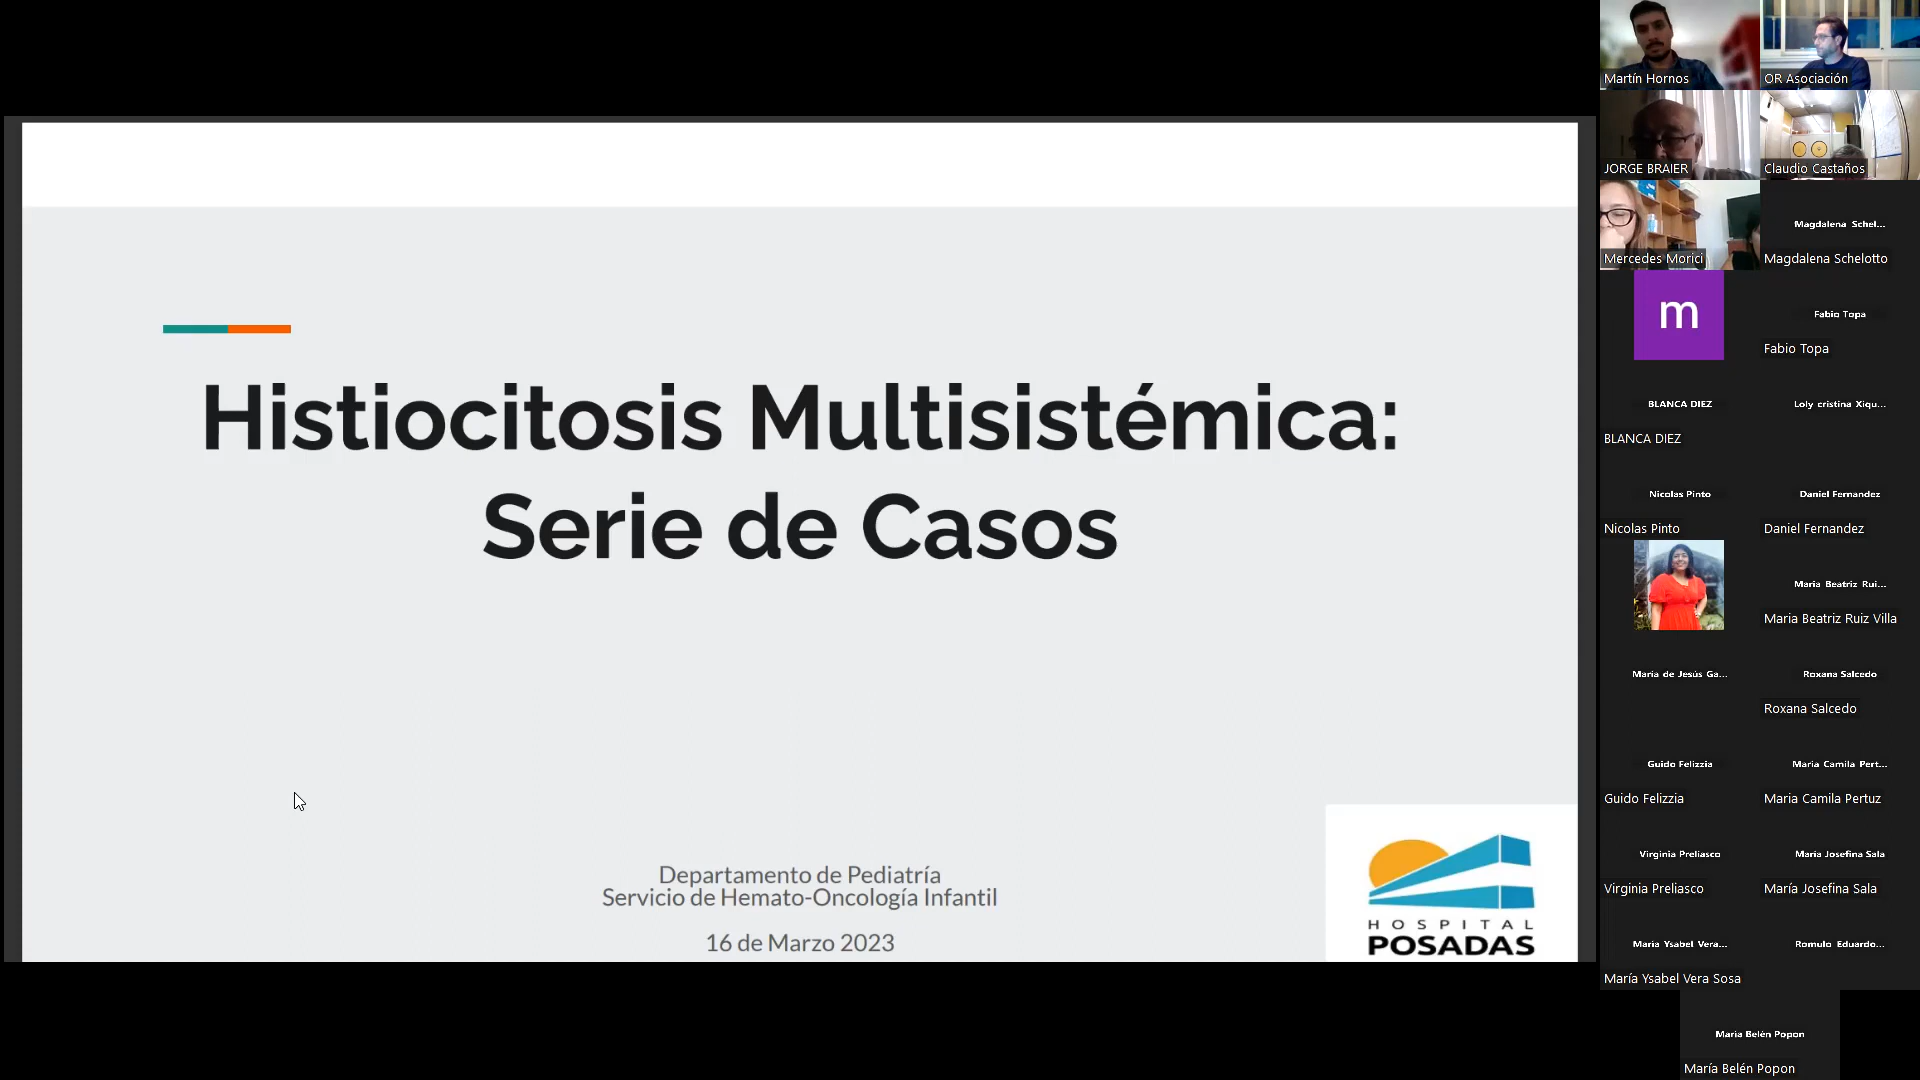 Histiocitosis Multisistémica:
Serie de Casos
Departamento de Pediatría
Servicio de Hemato-Oncología Infantil
16 de Marzo 2023
HOSPITAL
POSADAS
Martín Hornos
OR Asociación
JORGE BRAIER
Claudio Castaños
Mercedes Morici
Magdalena Schel...
Magdalena Schelotto
m
Fabio Topa
Fabio Topa
BLANCA DIEZ
BLANCA DIEZ
Loly cristina Xiqu...
Nicolas Pinto
Nicolas Pinto
Daniel Fernandez
Daniel Fernandez
Maria Beatriz Rui...
Maria Beatriz Ruiz Villa
Maria de Jesús Ga...
Roxana Salcedo
Roxana Salcedo
Guido Felizzia
Guido Felizzia
Maria Camila Pert...
Maria Camila Pertuz
Virginia Preliasco
Virginia Preliasco
María Josefina Sala
María Josefina Sala
María Ysabel Vera...
María Ysabel Vera Sosa
Romulo Eduardo...
María Belén Popon
María Belén Popon